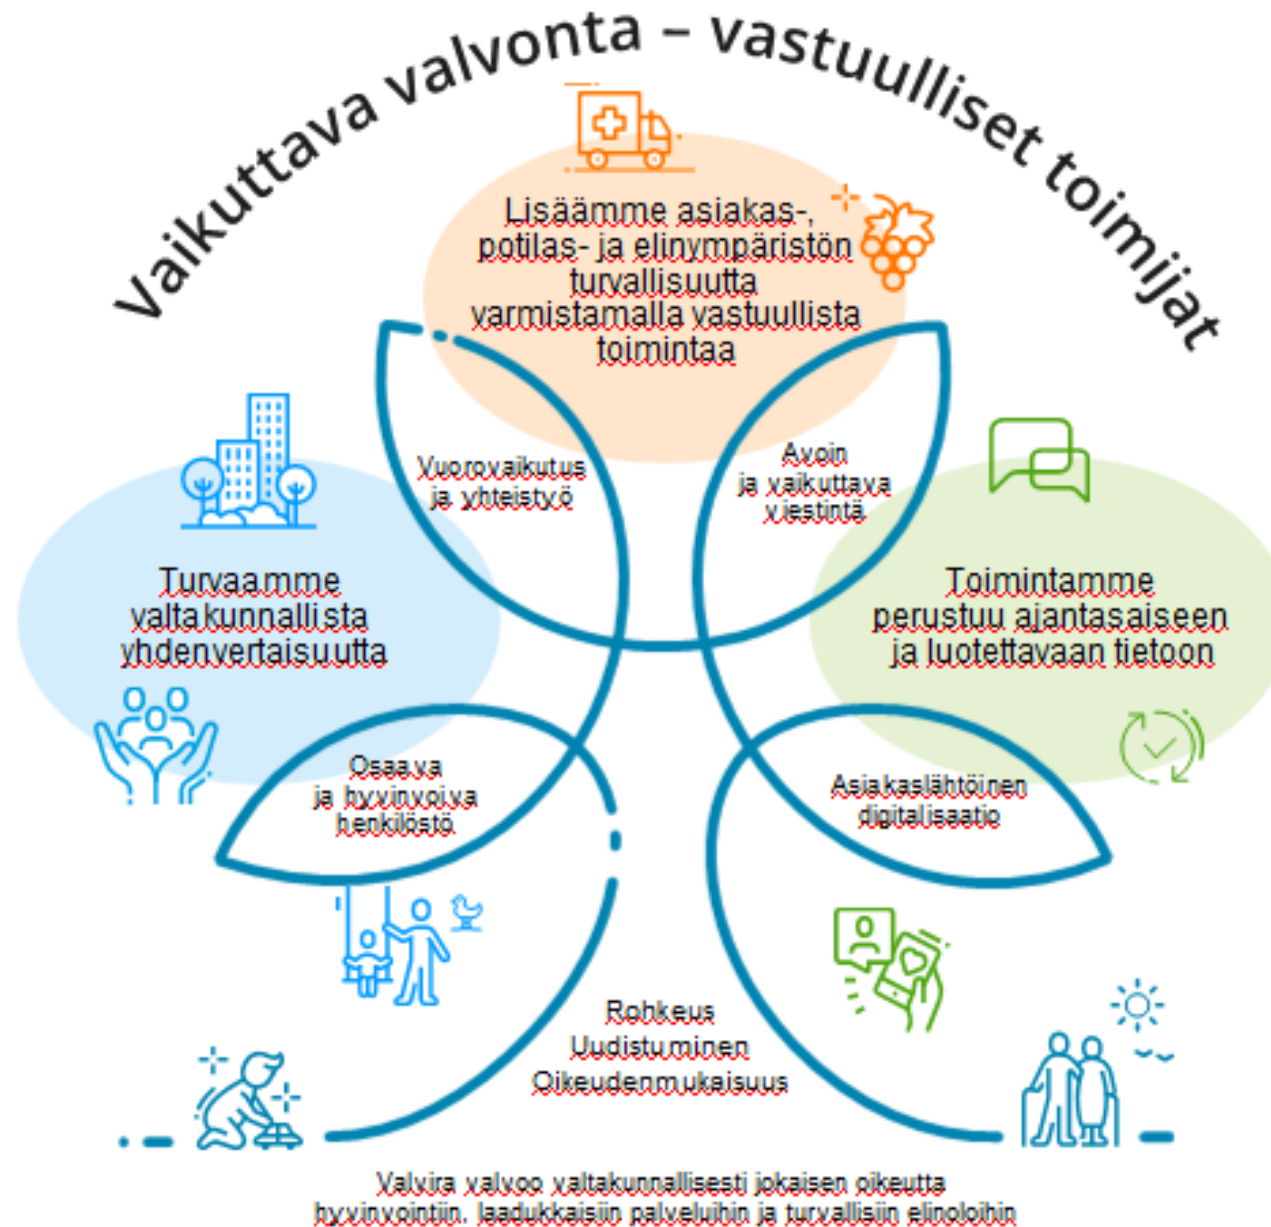 Vaikuttava valvonta – vastuulliset toimijat
Lisäämme asiakas-,
potilas- ja elinympäristön
turvallisuutta
varmistamalla vastuullista
toimintaa
Vuorovaikutus
ja yhteistyö
Avoin
ja vaikuttava
viestintä
Turvaamme
valtakunnallista
yhdenvertaisuutta
Toimintamme
perustuu ajantasaiseen
ja luotettavaan tietoon
Osaava
ja hyvinvoiva
henkilöstö
Asiakaslähtöinen
digitalisaatio
Rohkeus
Uudistuminen
Oikeudenmukaisuus
Valvira valvoo valtakunnallisesti jokaisen oikeutta
hyvinvointiin, laadukkaisiin palveluihin ja turvallisiin elinoloihin